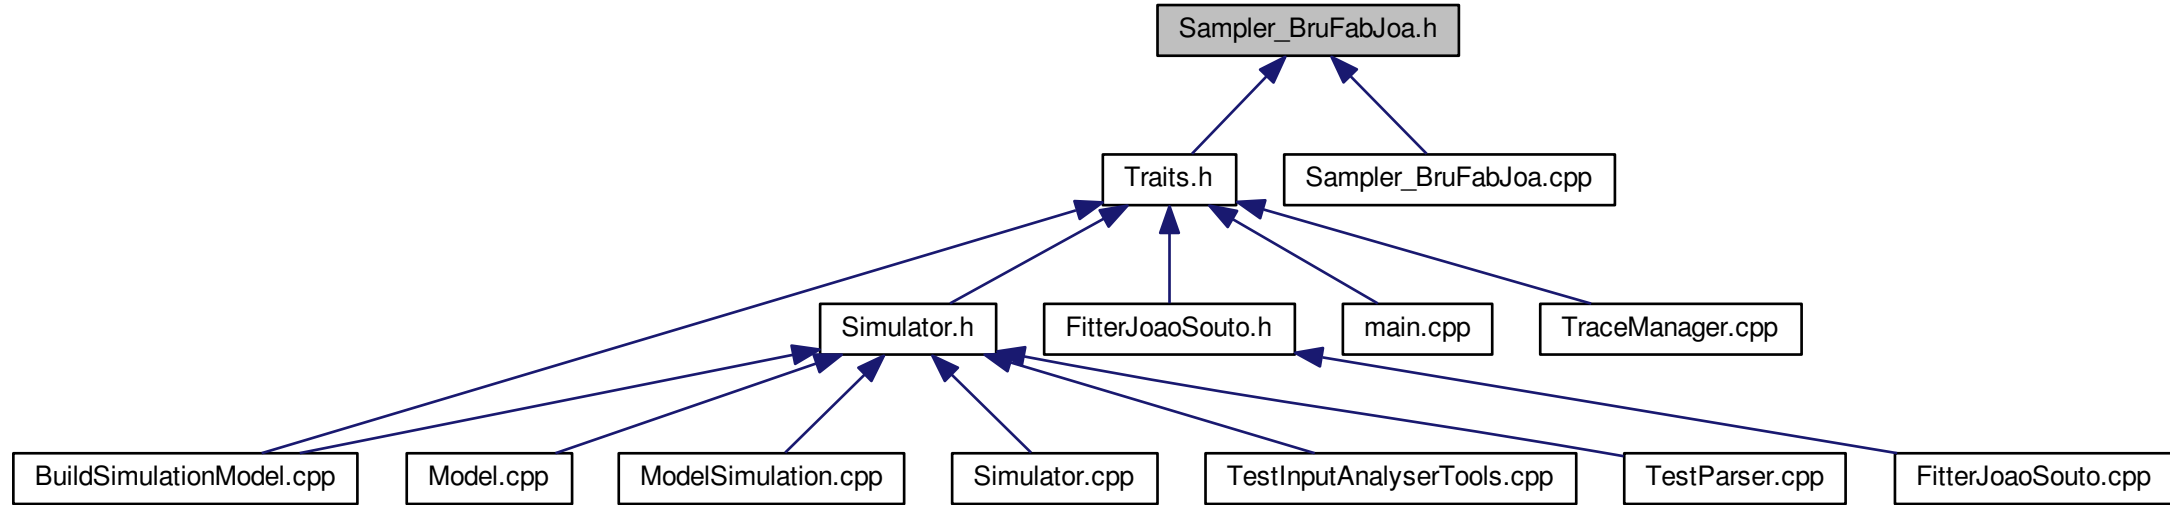 Sampler_BruFabJoa.h
Traits.h
Sampler_BruFabJoa.cpp
Simulator.h
FitterJoaoSouto.h
main.cpp
TraceManager.cpp
BuildSimulationModel.cpp
Model.cpp
ModelSimulation.cpp
Simulator.cpp
TestInputAnalyserTools.cpp
TestParser.cpp
FitterJoaoSouto.cpp